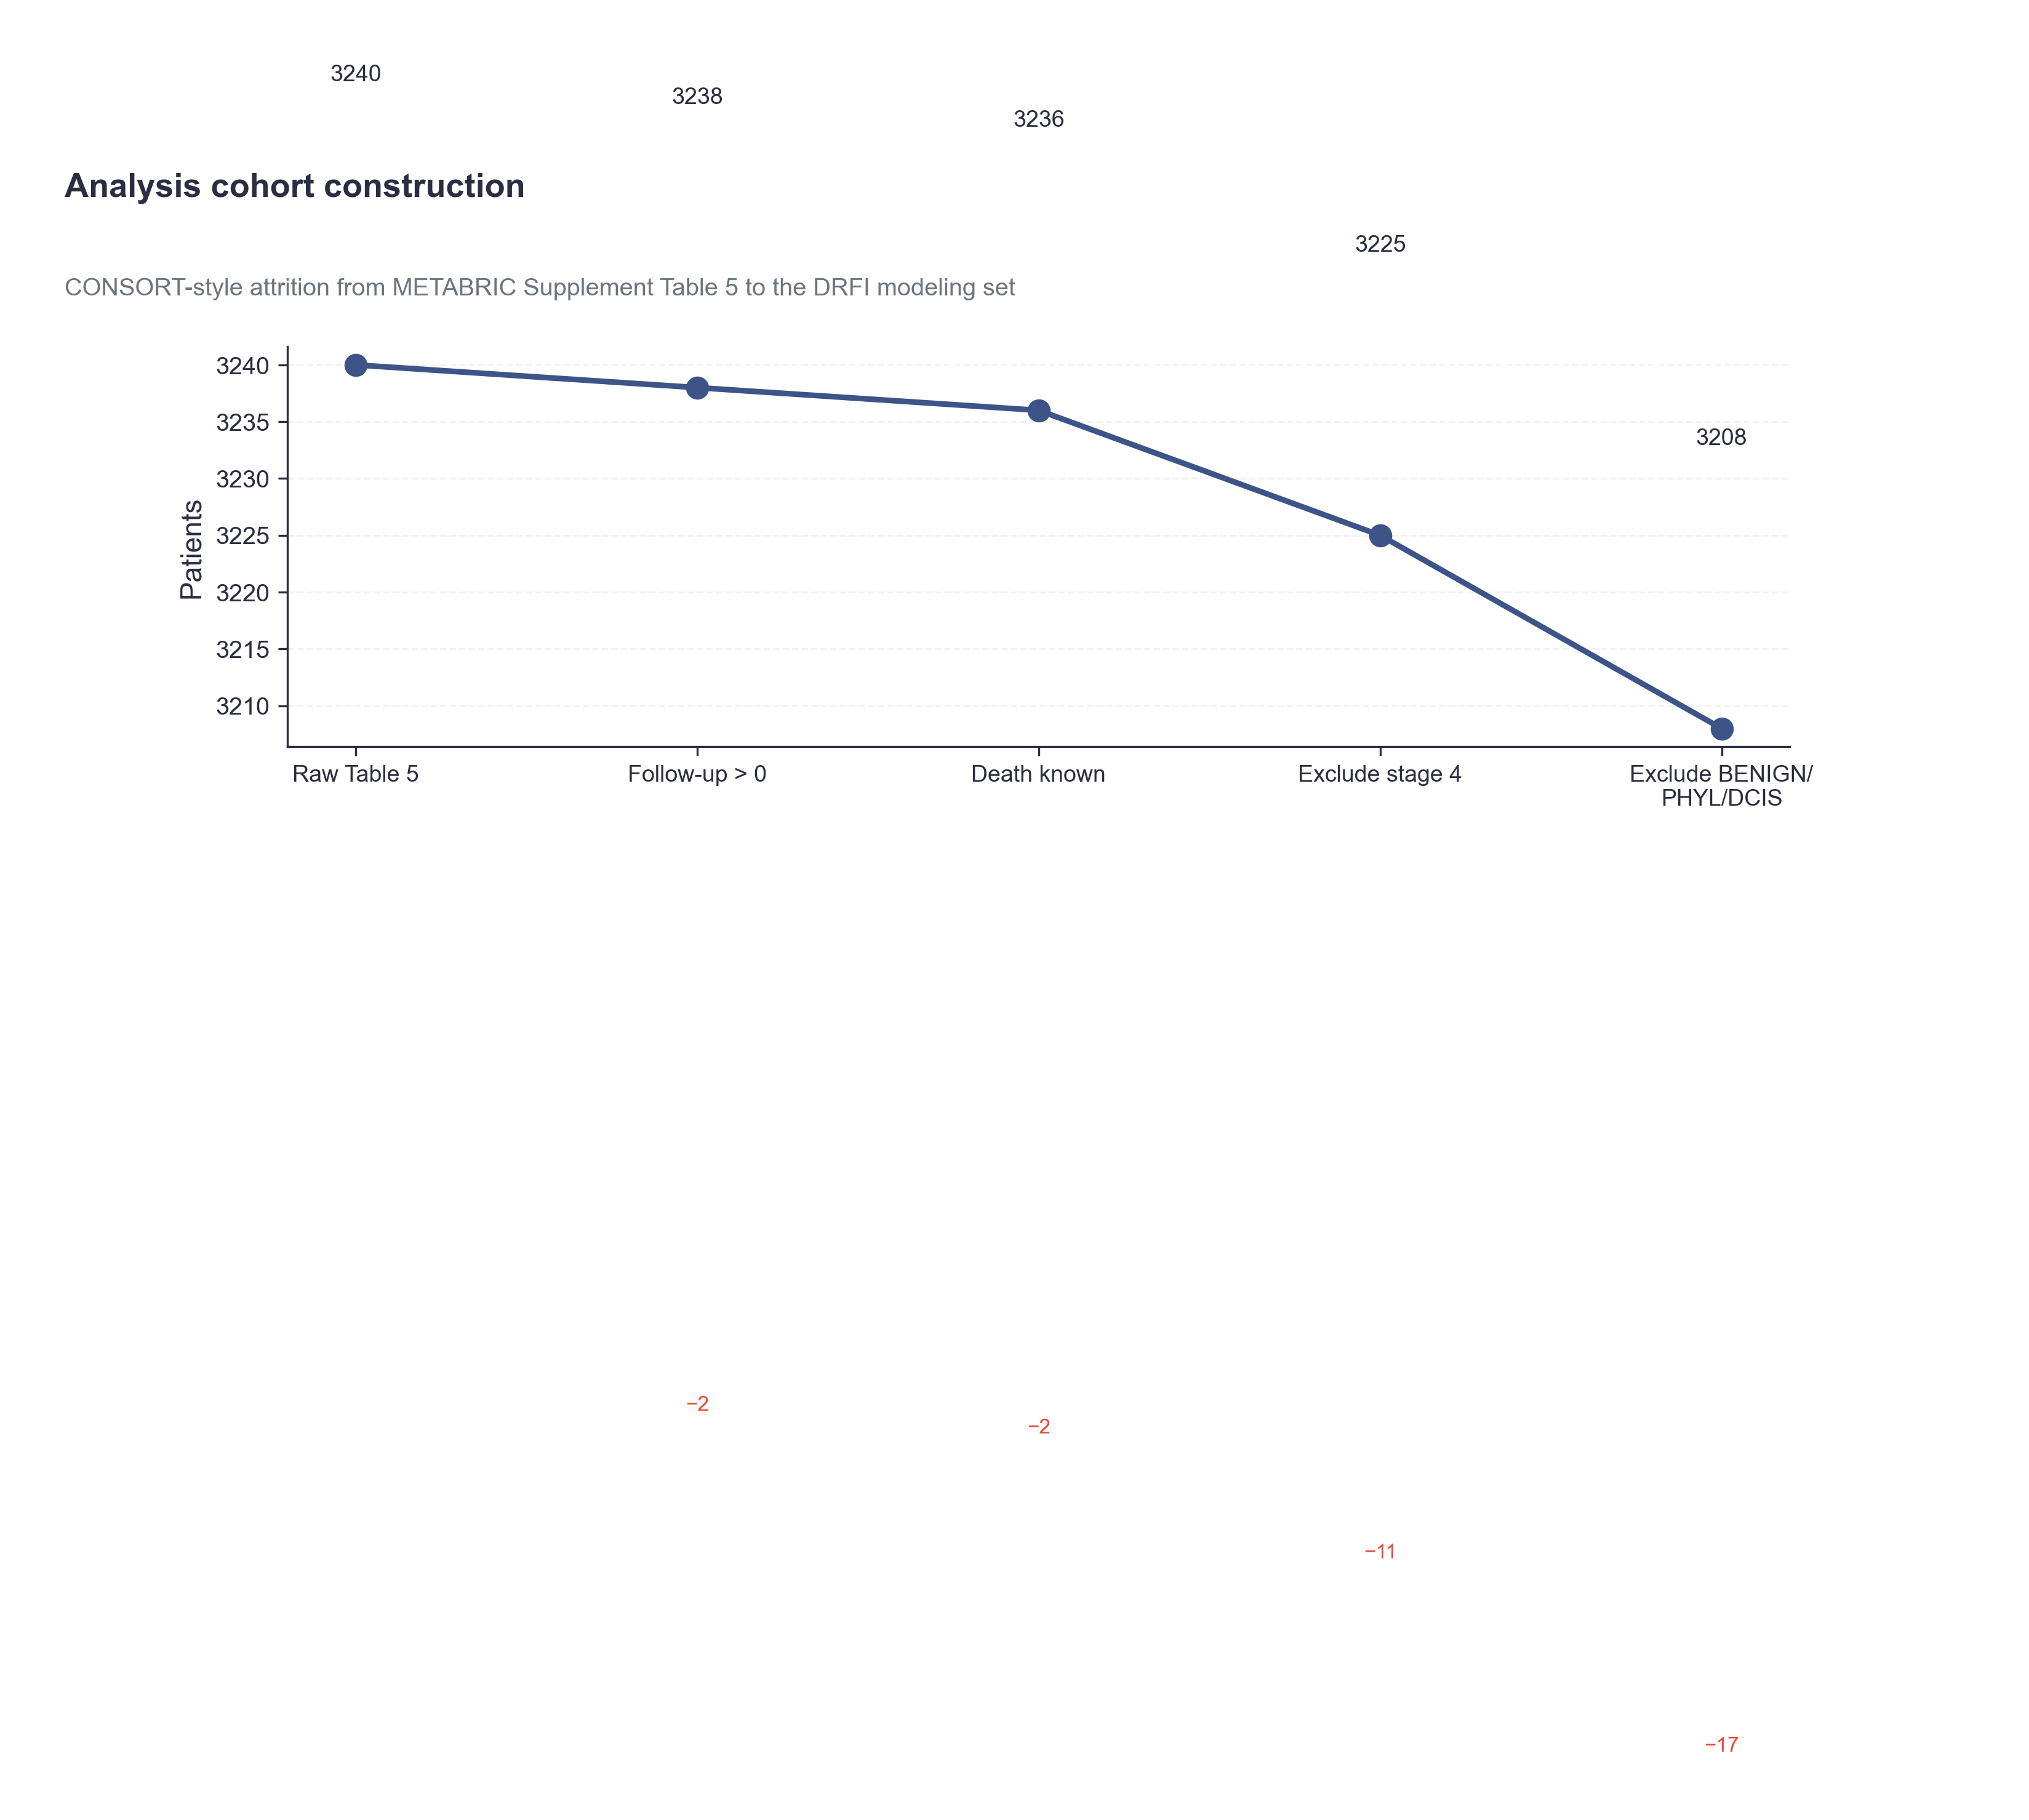 3240
3238
3236
Analysis cohort construction
3225
CONSORT-style attrition from METABRIC Supplement Table 5 to the DRFI modeling set
3240
3235
3208
3230
3225
3220
3215
3210
Patients
Raw Table 5
Follow-up > 0
Death known
Exclude stage 4
Exclude BENIGN/
PHYL/DCIS
−2
−2
−11
−17